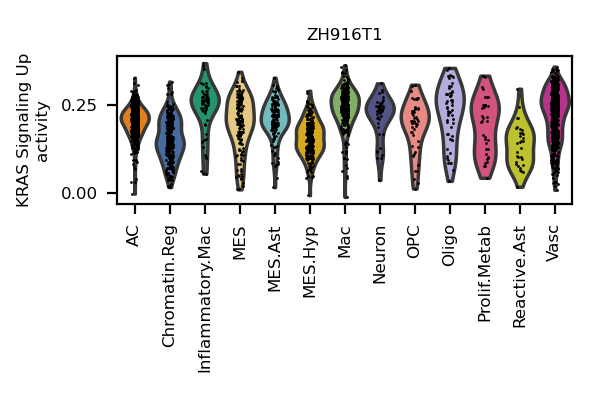 ZH916T1
KRAS Signaling Up
activity
0.25
0.00
AC
Chromatin.Reg
Inflammatory.Mac
MES
MES.Ast
MES.Hyp
Mac
Neuron
OPC
Oligo
Prolif.Metab
Reactive.Ast
Vasc